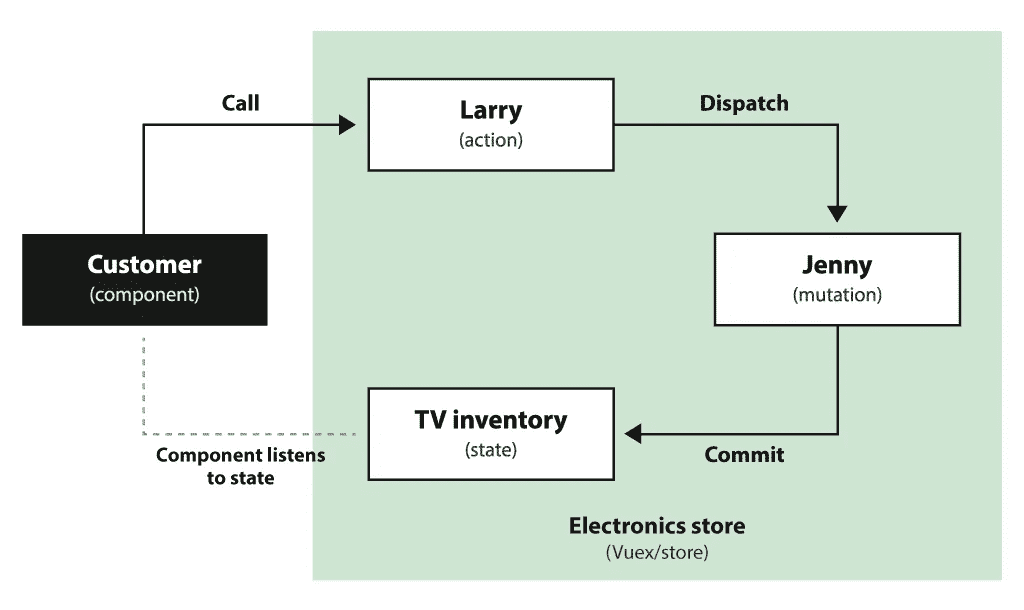 Call
Larry
(action)
Dispatch
Customer
(component)
Jenny
(mutation)
TV inventory
(state)
Component listens
to state
Commit
Electronics store
(Vuex/store)